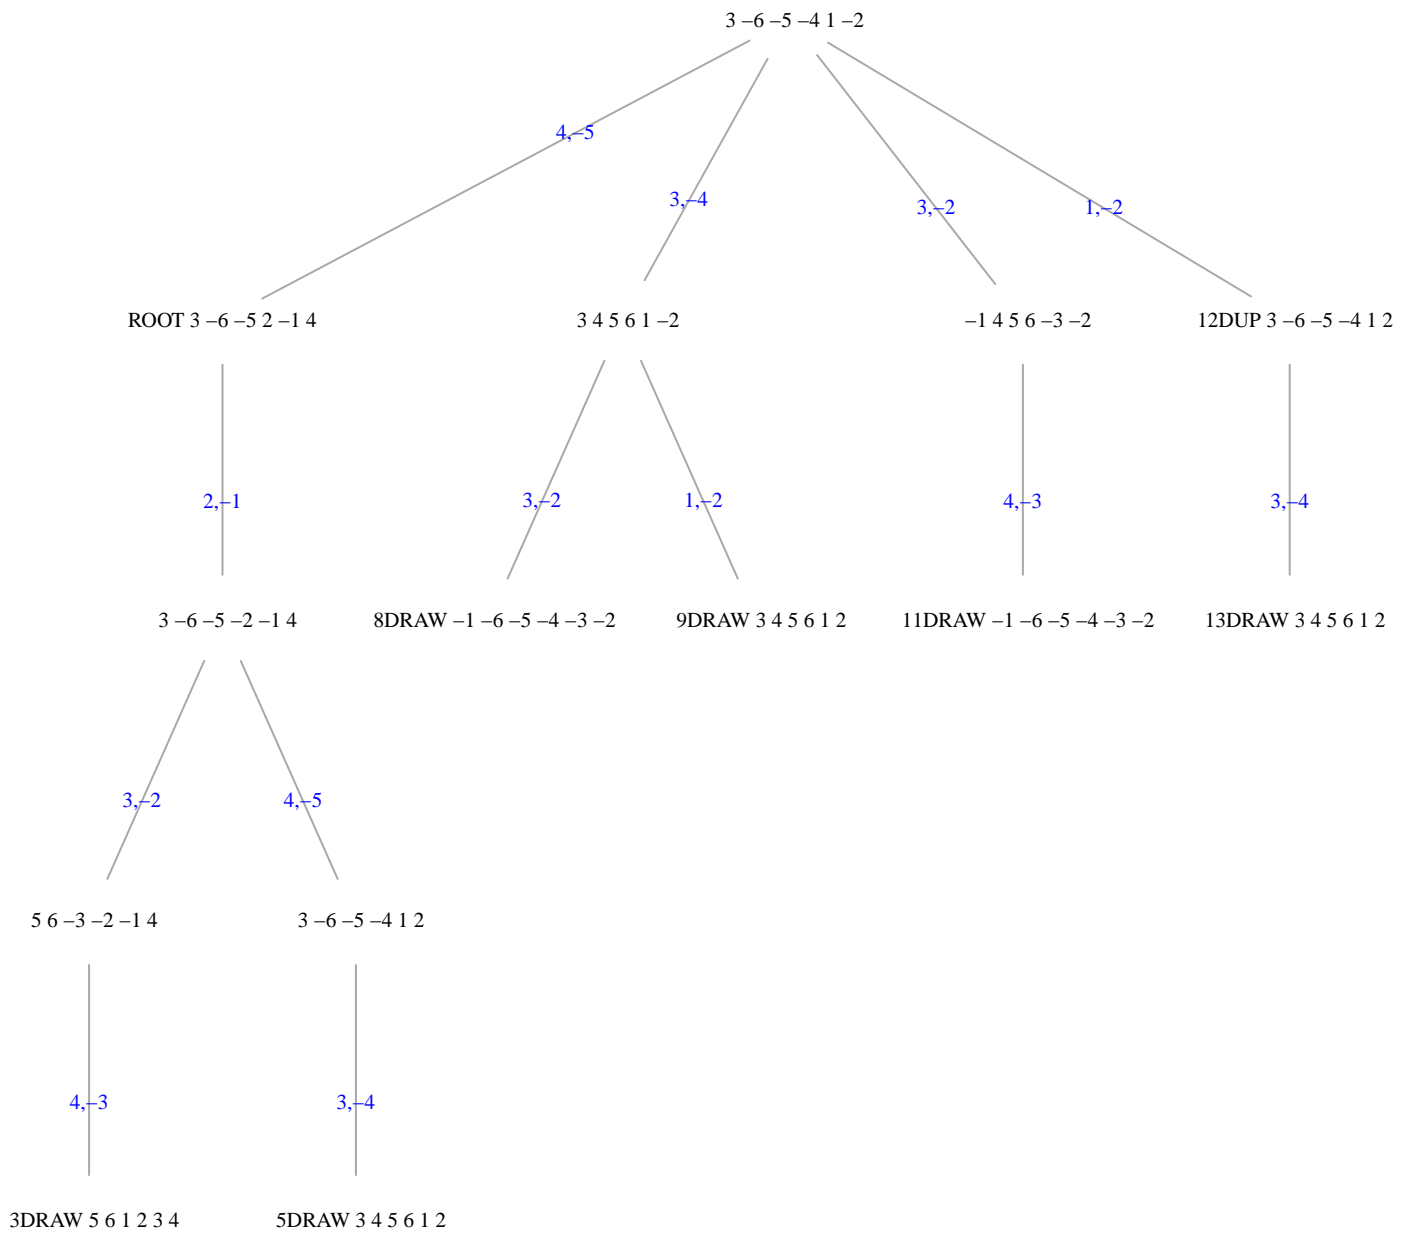 3 –6 –5 –4 1 –2
4,–5
3,–4
3,–2
1,–2
ROOT 3 –6 –5 2 –1 4
3 4 5 6 1 –2
–1 4 5 6 –3 –2
12DUP 3 –6 –5 –4 1 2
2,–1
3,–2
1,–2
4,–3
3,–4
3 –6 –5 –2 –1 4
8DRAW –1 –6 –5 –4 –3 –2
9DRAW 3 4 5 6 1 2
11DRAW –1 –6 –5 –4 –3 –2
13DRAW 3 4 5 6 1 2
3,–2
4,–5
5 6 –3 –2 –1 4
3 –6 –5 –4 1 2
4,–3
3,–4
3DRAW 5 6 1 2 3 4
5DRAW 3 4 5 6 1 2